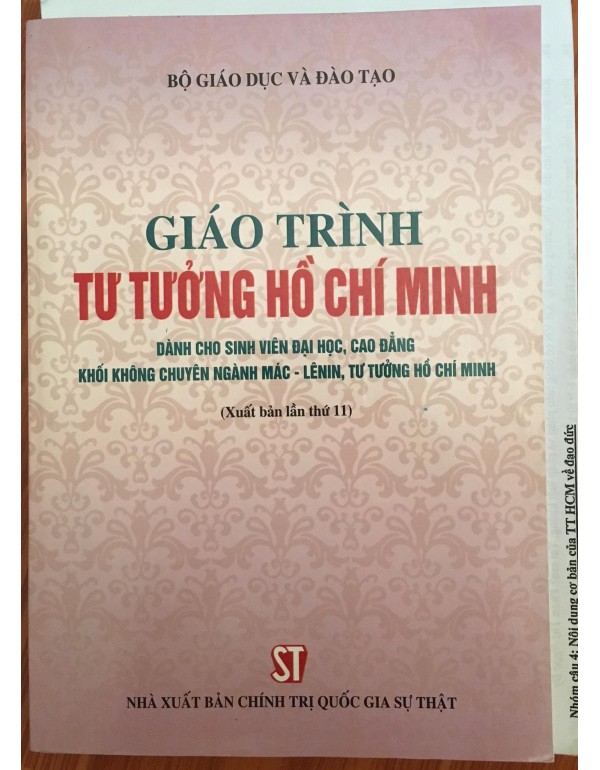 BỘ GIÁO DỤC VÀ ĐÀO TẠO
GIÁO TRÌNH
TƯ TƯỞNG HỒ CHÍ MINH
DÀNH CHO SINH VIÊN ĐẠI HỌC, CAO ĐẲNG
KHỐI KHÔNG CHUYÊN NGÀNH MÁC - LÊNIN, TƯ TƯỞNG HỒ CHÍ MINH
(Xuất bản lần thứ 11)
ST
NHÀ XUẤT BẢN CHÍNH TRỊ QUỐC GIA SỰ THẬT
Nhóm câu 4: Nội dung cơ bản của TT HCM về đạo đức